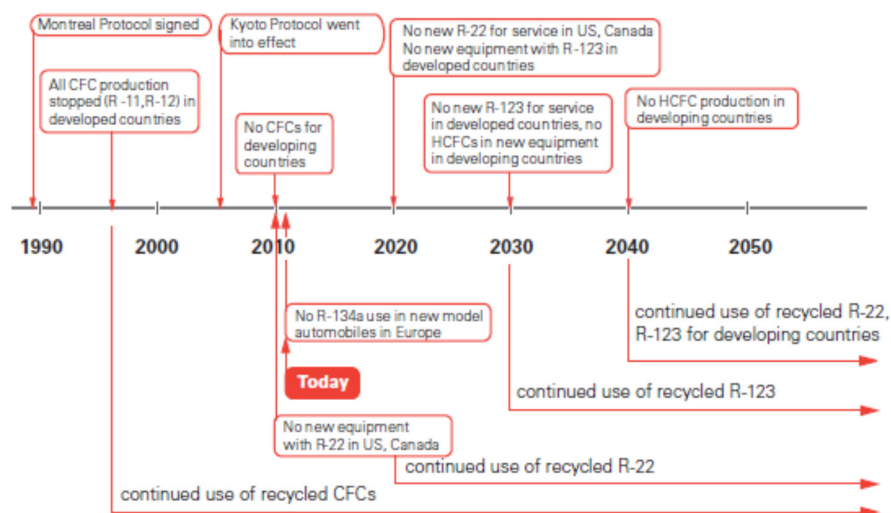 Montreal Protocol signed
Kyoto Protocol went
into effect
No new R-22 for service in US, Canada
No new equipment with R-123 in
developed countries
All CFC production
stopped (R-11,R-12) in
developed countries
No CFCs for
developing
countries
No new R-123 for service
in developed countries, no
HCFCs in new equipment
in developing countries
No HCFC production in
developing countries
1990
2000
2010
2020
2030
2040
2050
No R-134a use in new model
automobiles in Europe
continued use of recycled R-22,
R-123 for developing countries
Today
continued use of recycled R-123
No new equipment
with R-22 in US, Canada
continued use of recycled R-22
continued use of recycled CFCs